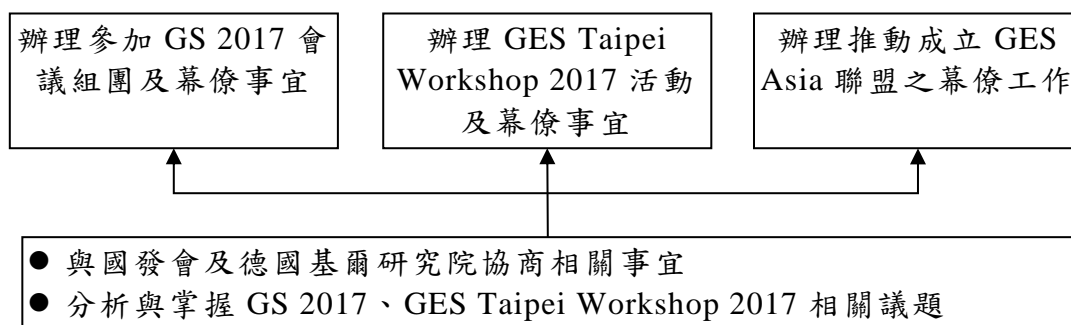 辦理參加 GS 2017 會
議組團及幕僚事宜
辦理 GES Taipei
Workshop 2017 活動
及幕僚事宜
辦理推動成立 GES
Asia 聯盟之幕僚工作
● 與國發會及德國基爾研究院協商相關事宜
● 分析與掌握 GS 2017、GES Taipei Workshop 2017 相關議題